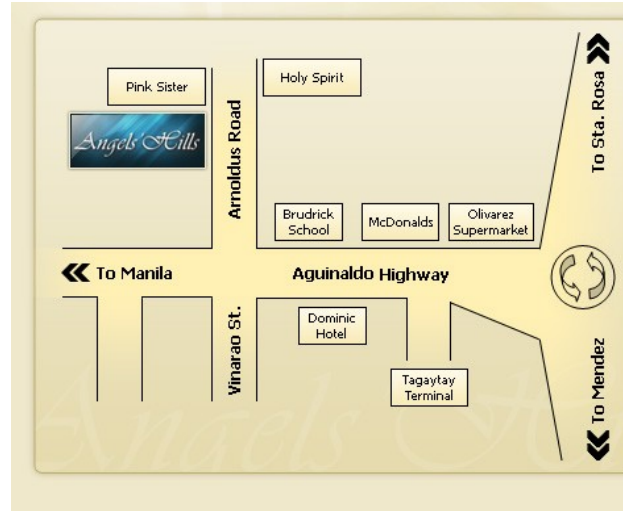 Pink Sister
Holy Spirit
Angels' Hills
Arnoldus Road
To Sta. Rosa
Brudrick
School
McDonalds
Olivarez
Supermarket
To Manila
Aguinaldo Highway
Vinarao St.
Dominic
Hotel
Tagaytay
Terminal
To Mendez
Angels' H